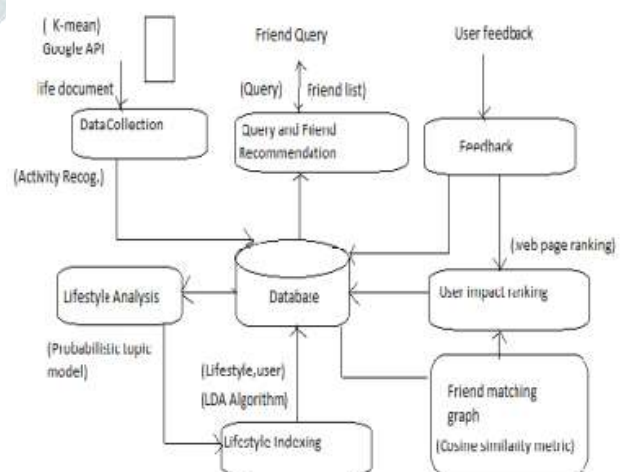 ( K-mean)
Google API
life document
Friend Query
User feedback
(Query) Friend list)
DataCollection
Query and Friend
Recommendation
Feedback
(Activity Recog.)
(web page ranking)
Lifestyle Analysis
Database
User impact ranking
(Probabilistic topic
model)
(Lifestyle,user)
(LDA Algorithm)
Friend matching
graph
(Cosine similarity metric)
Lifestyle Indexing